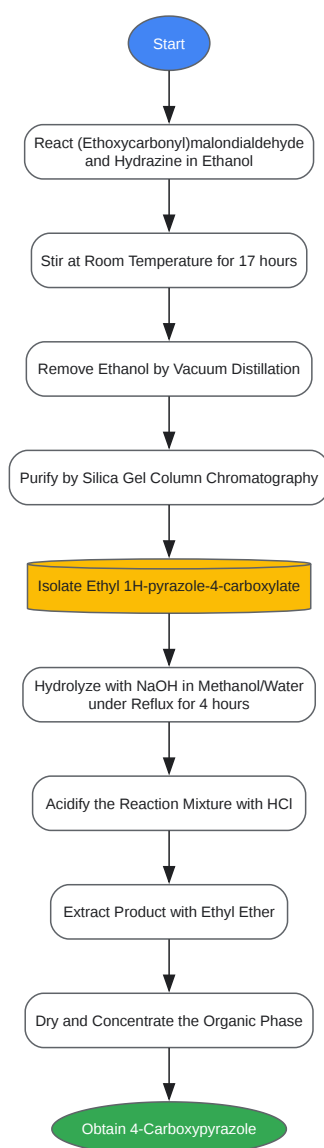 Start
React (Ethoxycarbonyl)malondialdehyde
and Hydrazine in Ethanol
Stir at Room Temperature for 17 hours
Remove Ethanol by Vacuum Distillation
Purify by Silica Gel Column Chromatography
Isolate Ethyl 1H-pyrazole-4-carboxylate
Hydrolyze with NaOH in Methanol/Water
under Reflux for 4 hours
Acidify the Reaction Mixture with HCl
Extract Product with Ethyl Ether
Dry and Concentrate the Organic Phase
Obtain 4-Carboxypyrazole